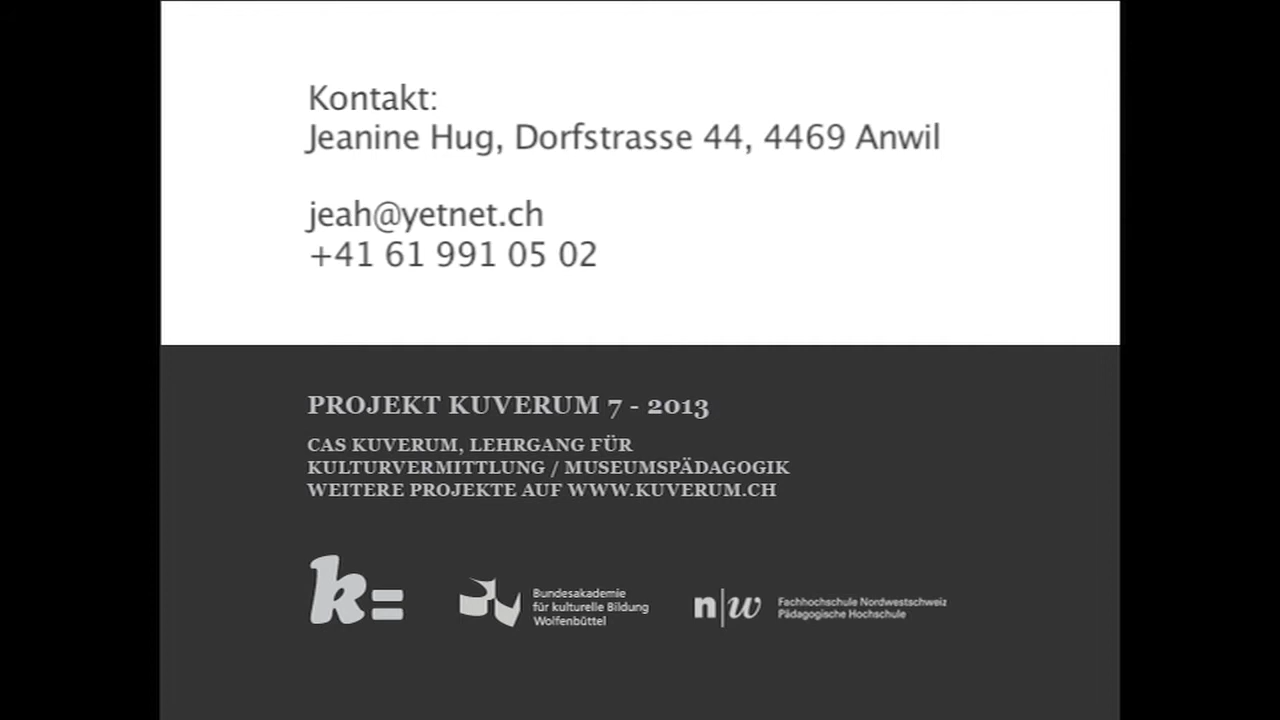 Kontakt:
Jeanine Hug, Dorfstrasse 44, 4469 Anwil
jeah@yetnet.ch
+41 61 991 05 02
PROJEKT KUVERUM 7 - 2013
CAS KUVERUM, LEHRGANG FÜR
KULTURVERMITTLUNG / MUSEUMSPÄDAGOGIK
WEITERE PROJEKTE AUF WWW.KUVERUM.CH
k=
Bundesakademie
für kulturelle Bildung
Wolfenbüttel
n|w
Fachhochschule Nordwestschweiz
Pädagogische Hochschule